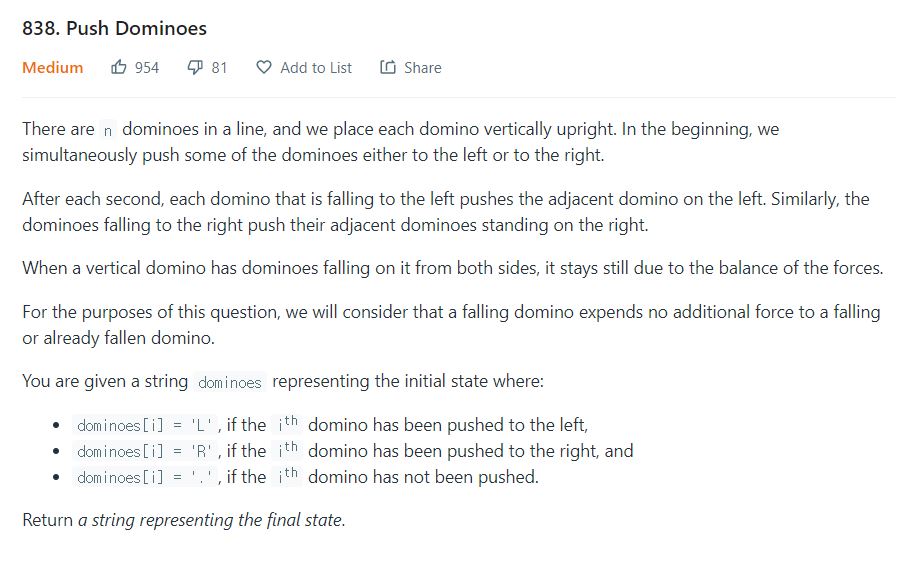 838. Push Dominoes
Medium 954 81 Add to List Share
There are n dominoes in a line, and we place each domino vertically upright. In the beginning, we
simultaneously push some of the dominoes either to the left or to the right.
After each second, each domino that is falling to the left pushes the adjacent domino on the left. Similarly, the
dominoes falling to the right push their adjacent dominoes standing on the right.
When a vertical domino has dominoes falling on it from both sides, it stays still due to the balance of the forces.
For the purposes of this question, we will consider that a falling domino expends no additional force to a falling
or already fallen domino.
You are given a string dominoes representing the initial state where:
• dominoes[i] = 'L', if the ith domino has been pushed to the left,
• dominoes[i] = 'R', if the ith domino has been pushed to the right, and
• dominoes[i] = '.', if the ith domino has not been pushed.
Return a string representing the final state.